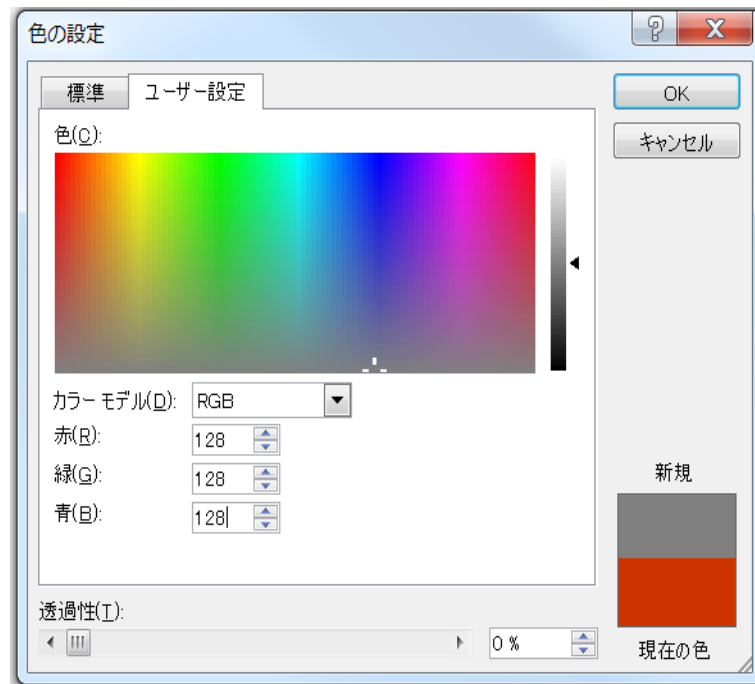 色の設定
標準
ユーザー設定
OK
キャンセル
色(C):
カラー モデル(D):
RGB
赤(R):
128
緑(G):
128
青(B):
128
新規
現在の色
透過性(T):
0 %